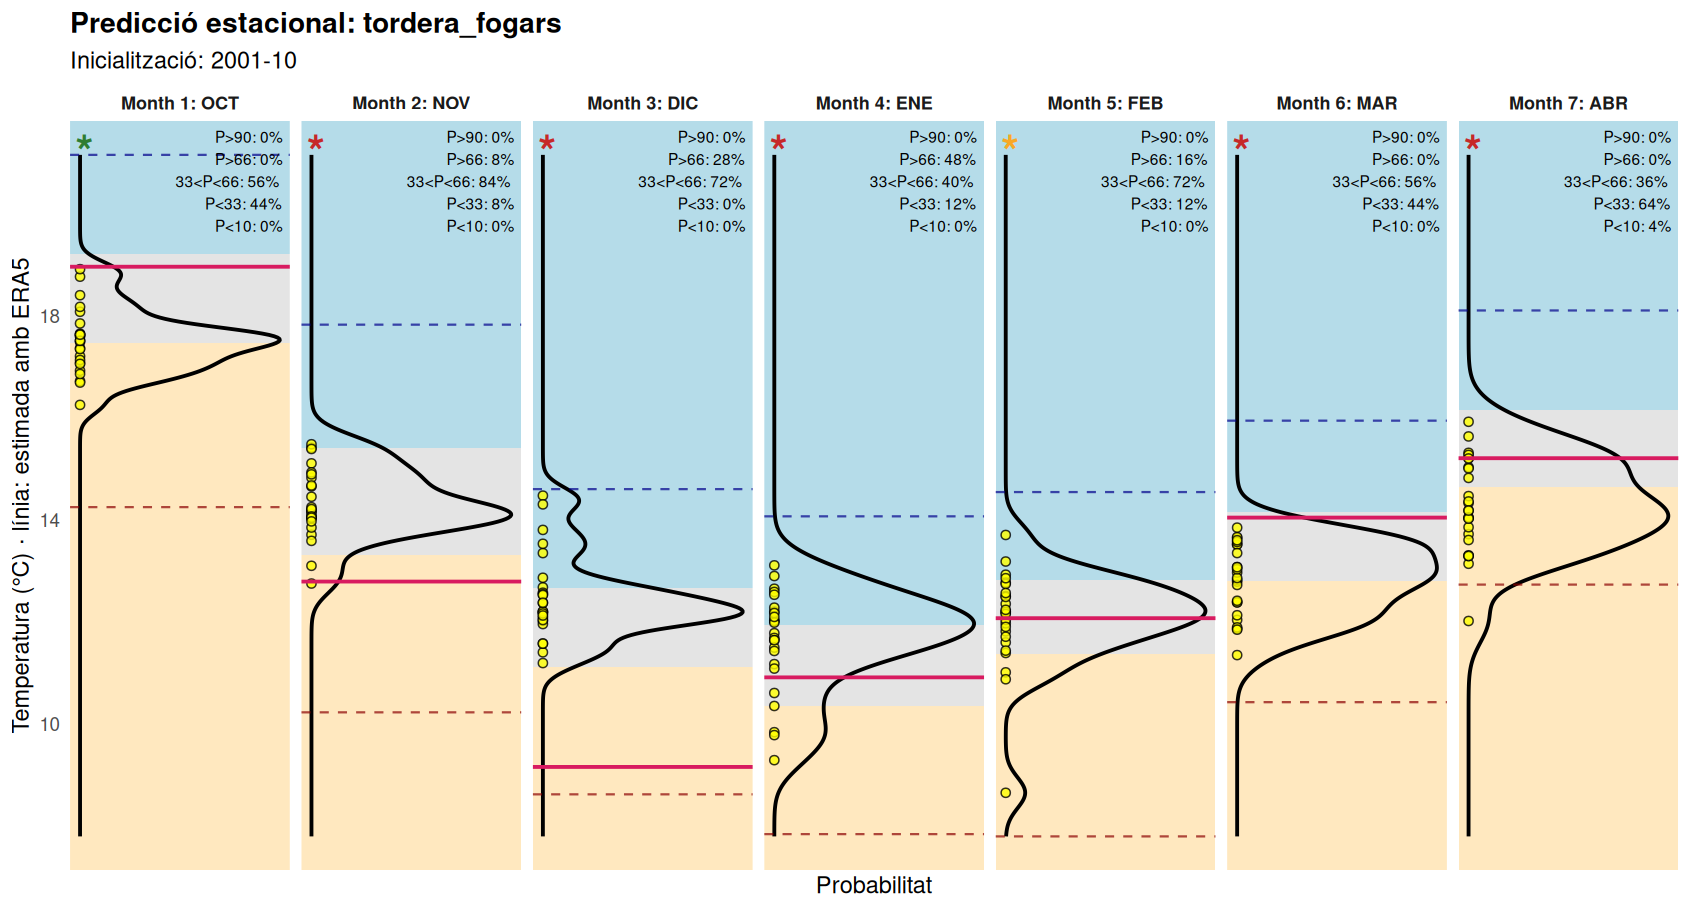 Predicció estacional: tordera_fogars
Inicialització: 2001-10
Month 1: OCT
Month 2: NOV
Month 3: DIC
Month 4: ENE
Month 5: FEB
Month 6: MAR
Month 7: ABR
*
P>90: 0%
P>66: 0%
33<P<66: 56%
P<33: 44%
P<10: 0%
*
P>90: 0%
P>66: 8%
33<P<66: 84%
P<33: 8%
P<10: 0%
*
P>90: 0%
P>66: 28%
33<P<66: 72%
P<33: 0%
P<10: 0%
*
P>90: 0%
P>66: 48%
33<P<66: 40%
P<33: 12%
P<10: 0%
*
P>90: 0%
P>66: 16%
33<P<66: 72%
P<33: 12%
P<10: 0%
*
P>90: 0%
P>66: 0%
33<P<66: 56%
P<33: 44%
P<10: 0%
*
P>90: 0%
P>66: 0%
33<P<66: 36%
P<33: 64%
P<10: 4%
Temperatura (°C) · línia: estimada amb ERA5
18
14
10
Probabilitat